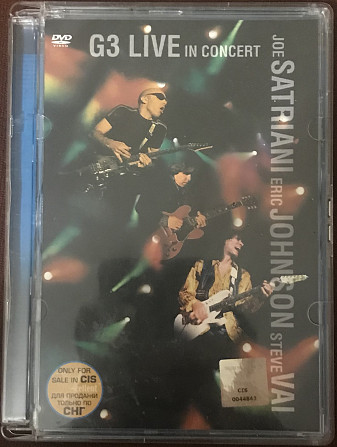 DVD
VIDEO
G3 LIVE IN CONCERT
JOE SATRIANI ERIC JOHNSON STEVE VAI
ONLY FOR
SALE IN CIS
ДЛЯ ПРОДАЖИ
ТОЛЬКО ПО
СНГ
CIS
0044843